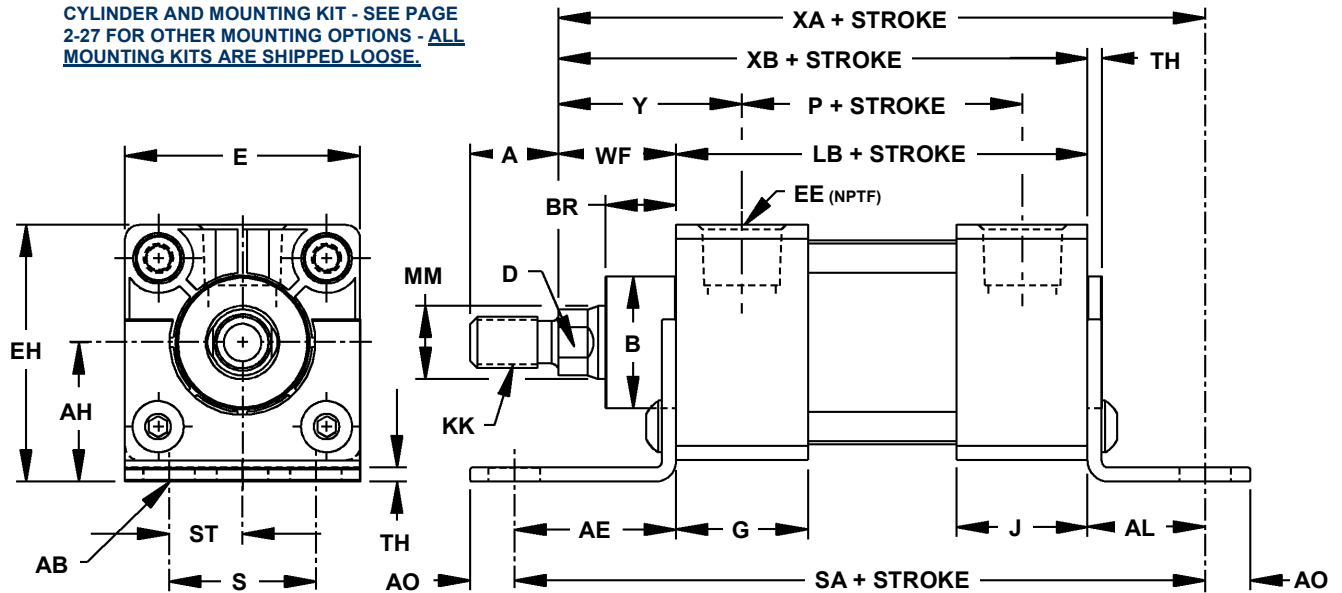 CYLINDER AND MOUNTING KIT - SEE PAGE
2-27 FOR OTHER MOUNTING OPTIONS - ALL
MOUNTING KITS ARE SHIPPED LOOSE.
XA + STROKE
XB + STROKE
TH
Y
P + STROKE
E
A
WF
LB + STROKE
BR
EE (NPTF)
MM
D
B
EH
AH
KK
ST
TH
AE
G
J
AL
AB
S
AO
SA + STROKE
AO